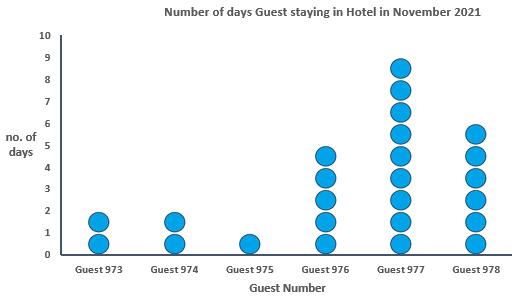 Number of days Guest staying in Hotel in November 2021
10
9
8
7
6
5
4
3
2
1
0
no. of
days
Guest 973 Guest 974 Guest 975 Guest 976 Guest 977 Guest 978
Guest Number